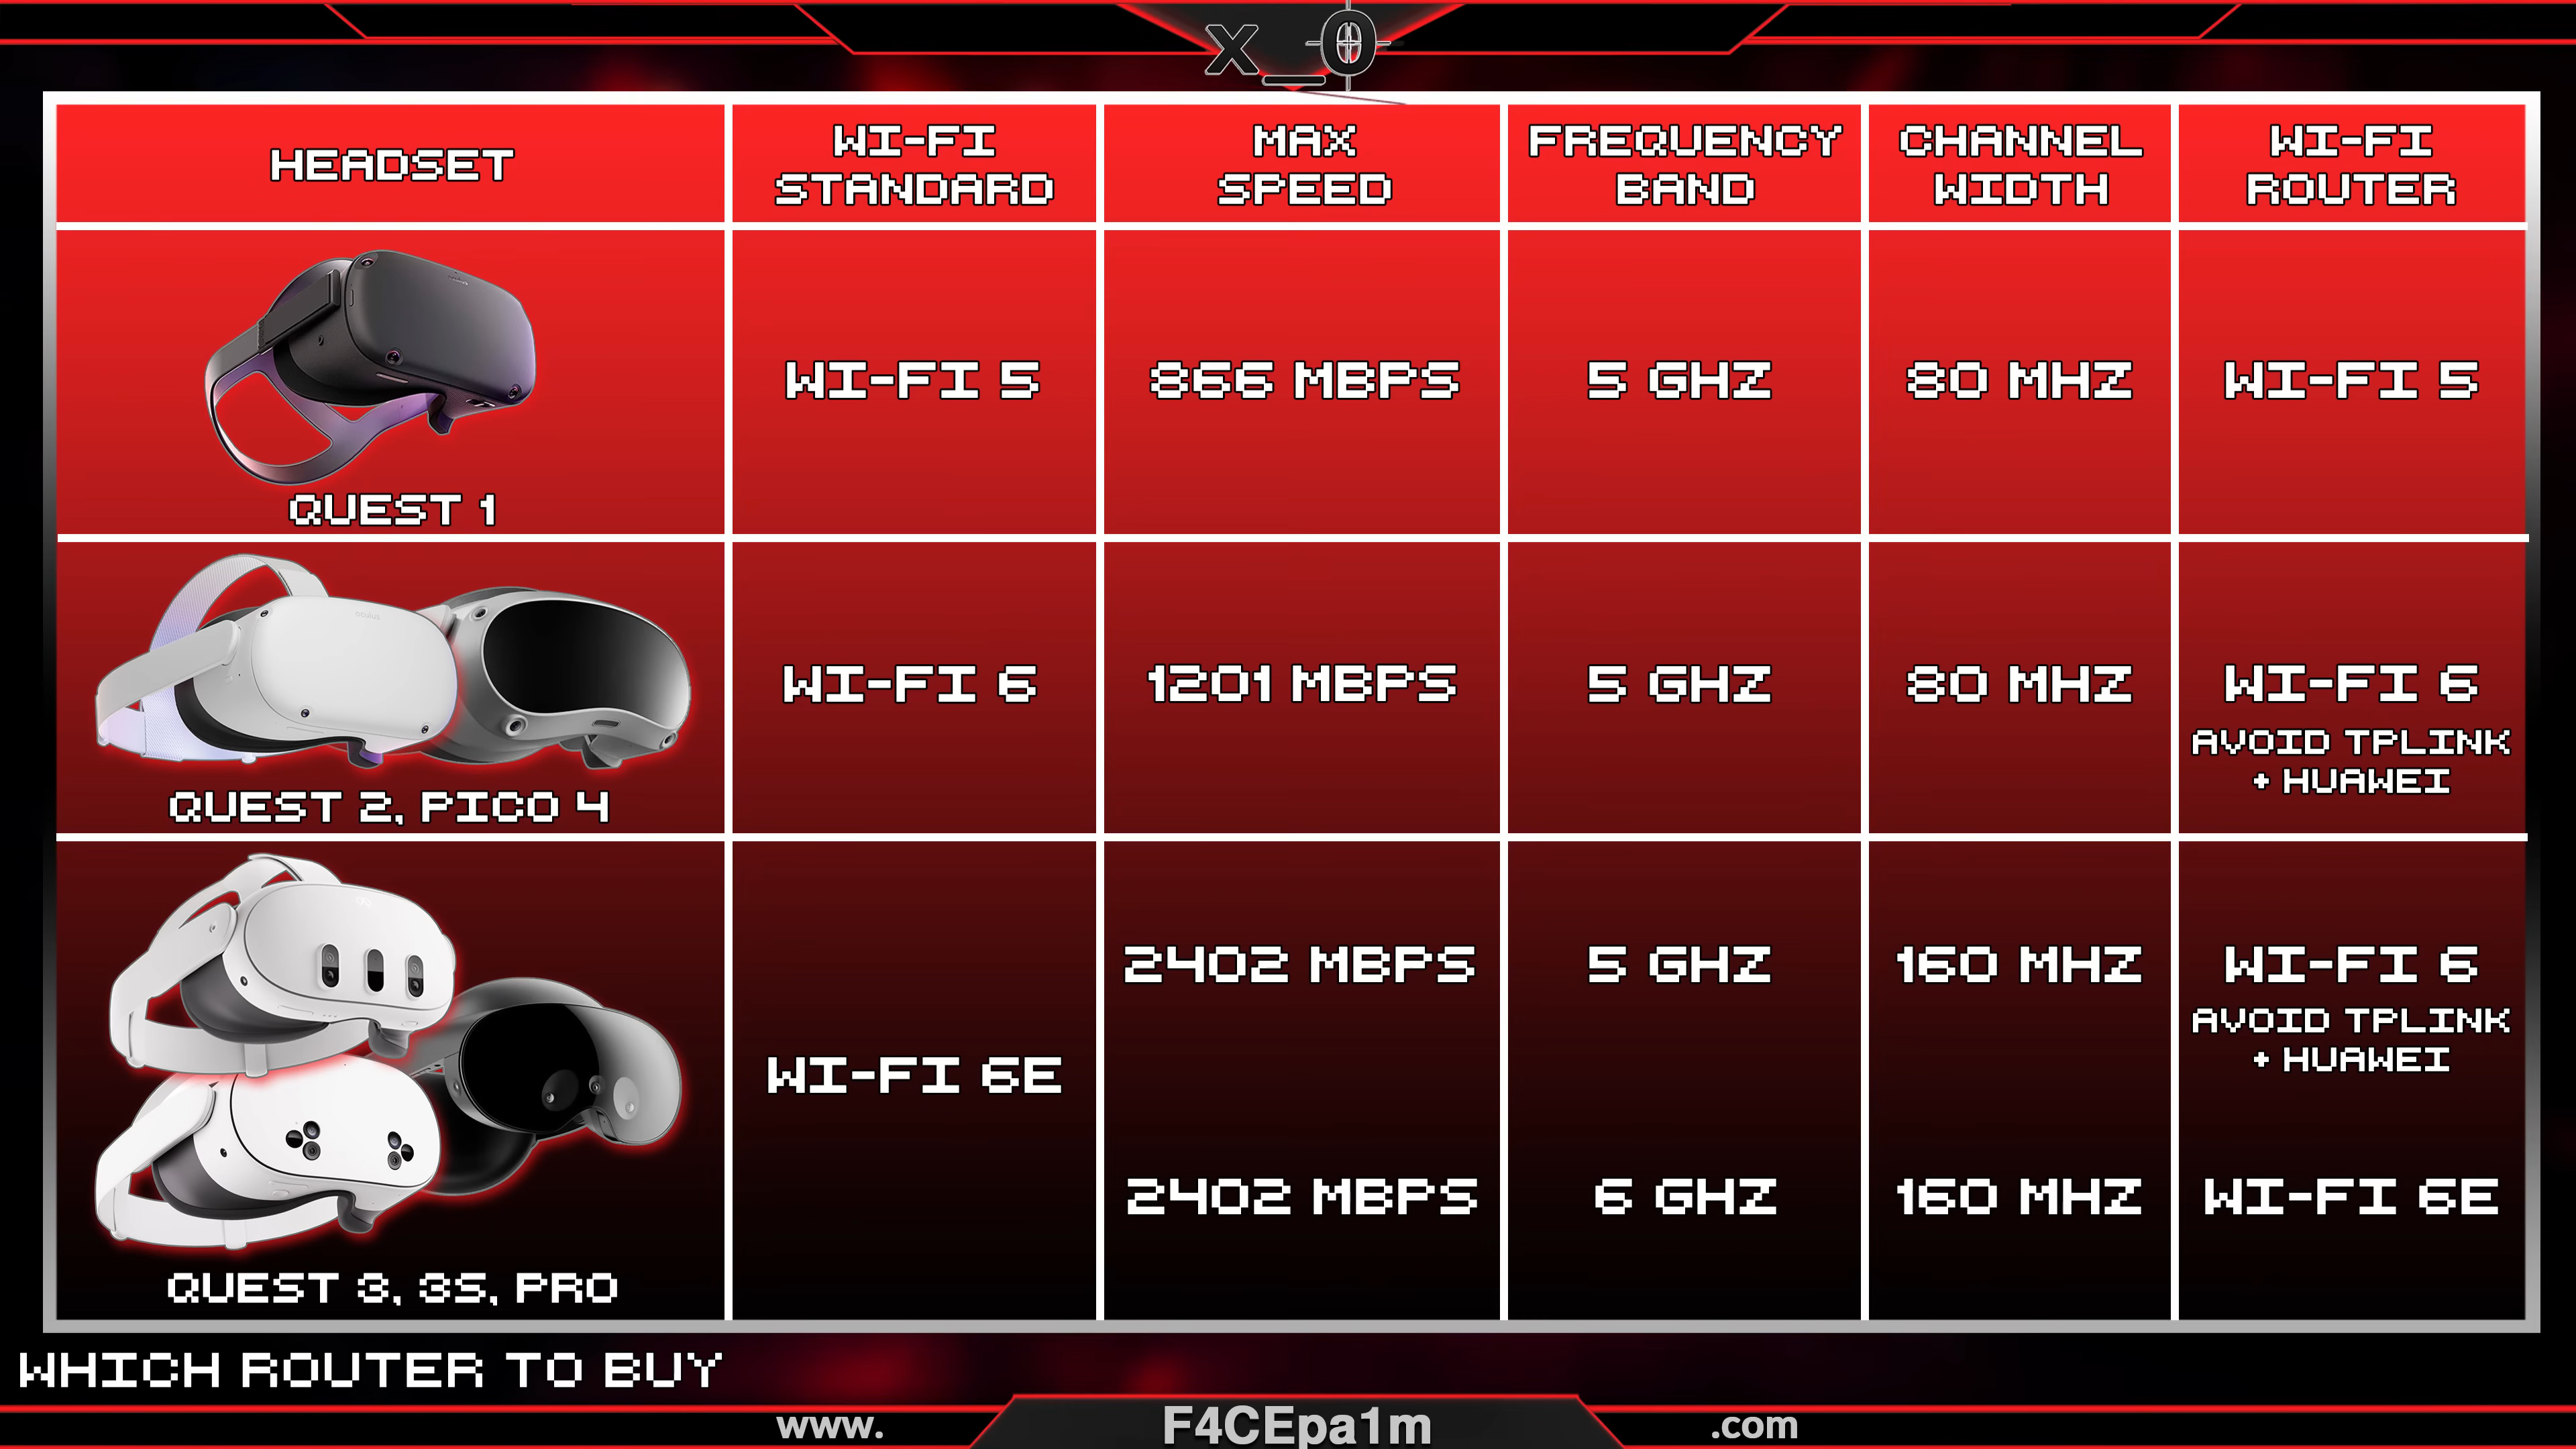 x_0
HEADSET
WI-FI
STANDARD
MAX
SPEED
FREQUENCY
BAND
CHANNEL
WIDTH
WI-FI
ROUTER
QUEST 1
WI-FI 5
866 MBPS
5 GHZ
80 MHZ
WI-FI 5
QUEST 2, PICO 4
WI-FI 6
1201 MBPS
5 GHZ
80 MHZ
WI-FI 6
AVOID TPLINK
+ HUAWEI
QUEST 3, 3S, PRO
WI-FI 6E
2402 MBPS
5 GHZ
160 MHZ
WI-FI 6
AVOID TPLINK
+ HUAWEI
2402 MBPS
6 GHZ
160 MHZ
WI-FI 6E
WHICH ROUTER TO BUY
www. F4CEpa1m .com